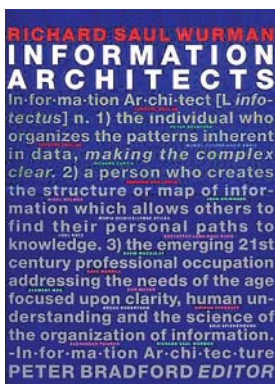 RICHARD SAUL WURMAN
INFORMATION
ARCHITECTS
In·for·ma·tion Ar·chi·tect [L info-
tectus] n. 1) the individual who
organizes the patterns inherent
in data, making the complex
clear. 2) a person who creates
the structure or map of infor-
mation which allows others to
find their personal paths to
knowledge. 3) the emerging 21st
century professional occupation
addressing the needs of the age
focused upon clarity, human un-
derstanding and the science of
the organization of information.
-In·for·ma·tion Ar·chi·tec·ture
PETER BRADFORD EDITOR